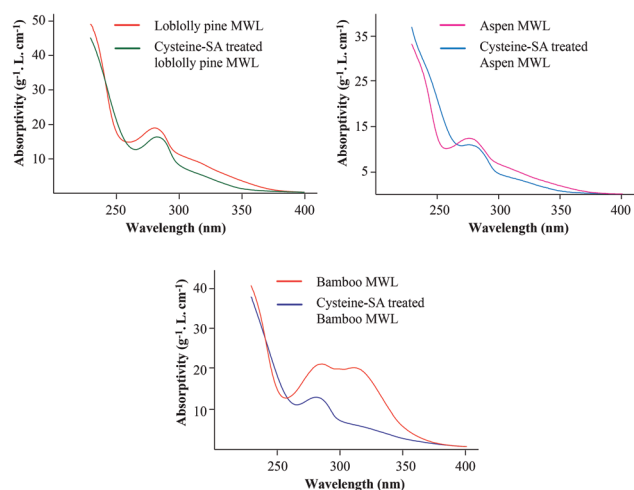 50
40
30
20
10
Absorptivity (g⁻¹. L. cm⁻¹)
Loblolly pine MWL
Cysteine-SA treated
loblolly pine MWL
250
300
350
400
Wavelength (nm)
35
25
15
5
Absorptivity (g⁻¹. L. cm⁻¹)
Aspen MWL
Cysteine-SA treated
Aspen MWL
250
300
350
400
Wavelength (nm)
40
30
20
10
Absorptivity (g⁻¹. L. cm⁻¹)
Bamboo MWL
Cysteine-SA treated
Bamboo MWL
250
300
350
400
Wavelength (nm)